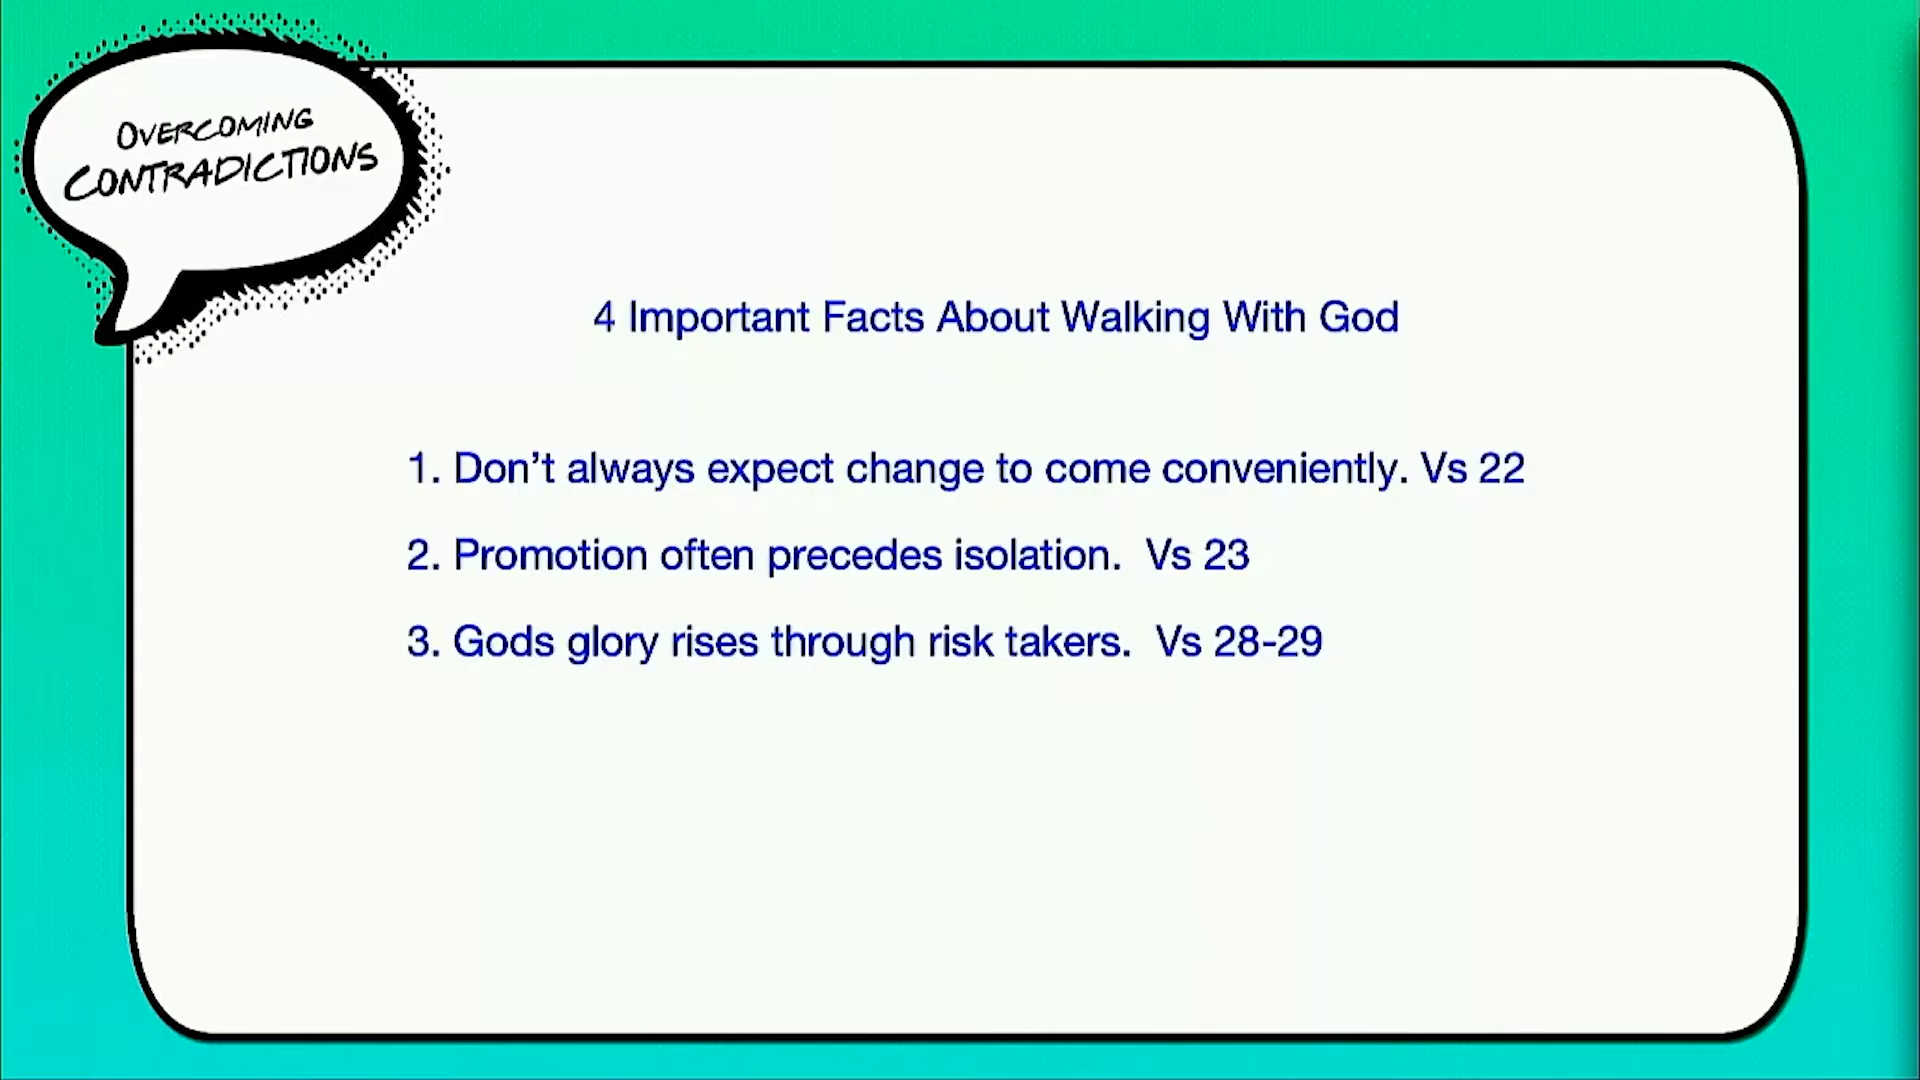 OVERCOMING
CONTRADICTIONS
4 Important Facts About Walking With God
1. Don’t always expect change to come conveniently. Vs 22
2. Promotion often precedes isolation.  Vs 23
3. Gods glory rises through risk takers.  Vs 28-29